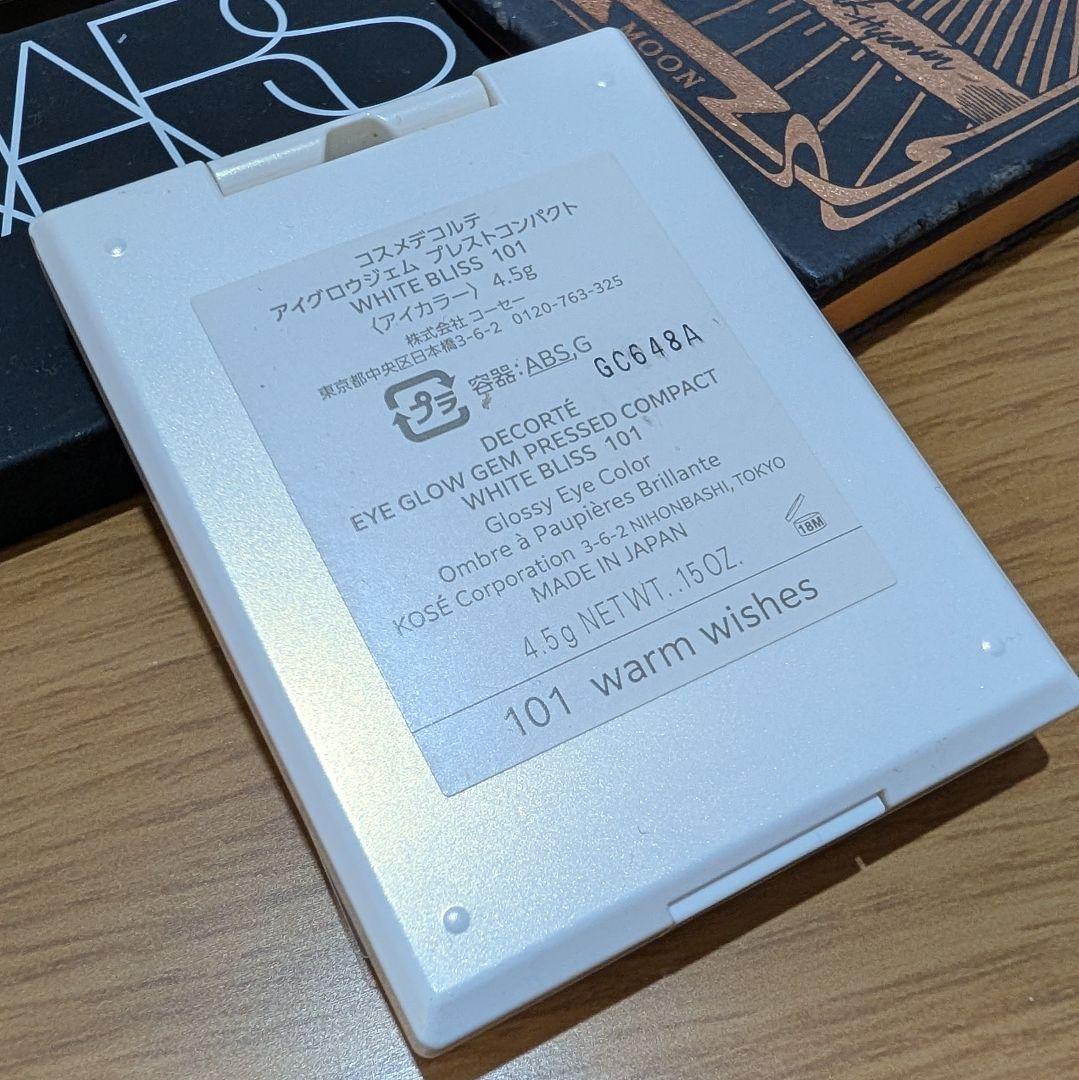 ARS
MOON
コスメデコルテ
アイグロウジェム プレストコンパクト
WHITE BLISS 101
〈アイカラー〉 4.5g
株式会社 コーセー
東京都中央区日本橋3-6-2 0120-763-325
プラ 容器：ABS,G
GC648A
DECORTÉ
EYE GLOW GEM PRESSED COMPACT
WHITE BLISS 101
Glossy Eye Color
Ombre à Paupières Brillante
KOSÉ Corporation 3-6-2 NIHONBASHI, TOKYO
MADE IN JAPAN
18M
4.5g NET WT. .15 OZ.
101 warm wishes